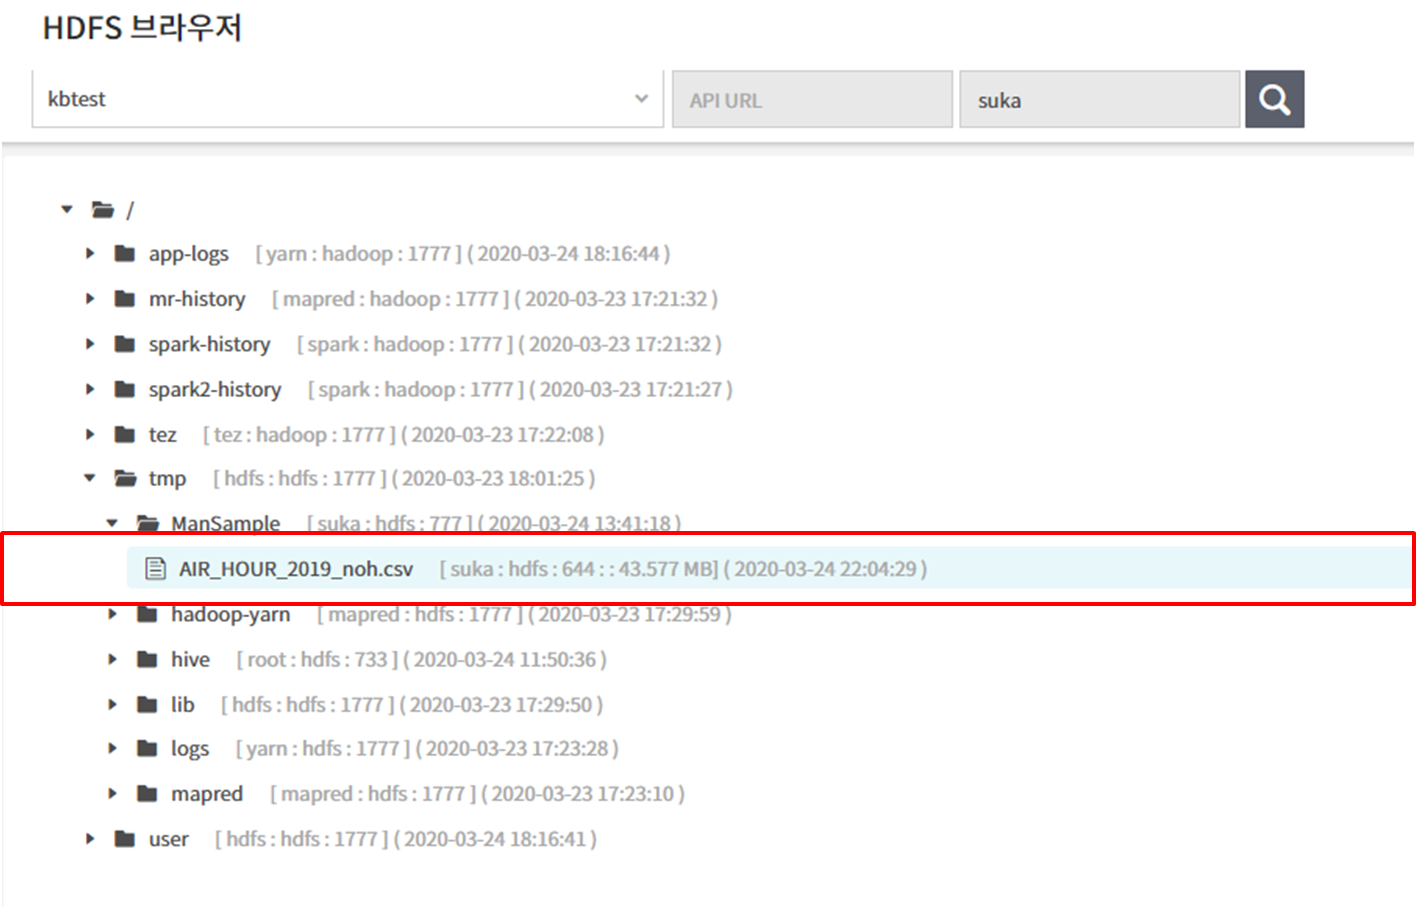 HDFS 브라우저
kbtest API URL suka
/
app-logs [ yarn : hadoop : 1777 ] ( 2020-03-24 18:16:44 )
mr-history [ mapred : hadoop : 1777 ] ( 2020-03-23 17:21:32 )
spark-history [ spark : hadoop : 1777 ] ( 2020-03-23 17:21:32 )
spark2-history [ spark : hadoop : 1777 ] ( 2020-03-23 17:21:27 )
tez [ tez : hadoop : 1777 ] ( 2020-03-23 17:22:08 )
tmp [ hdfs : hdfs : 1777 ] ( 2020-03-23 18:01:25 )
ManSample [ suka : hdfs : 777 ] ( 2020-03-24 13:41:18 )
AIR_HOUR_2019_noh.csv [ suka : hdfs : 644 : : 43.577 MB] ( 2020-03-24 22:04:29 )
hadoop-yarn [ mapred : hdfs : 1777 ] ( 2020-03-23 17:29:59 )
hive [ root : hdfs : 733 ] ( 2020-03-24 11:50:36 )
lib [ hdfs : hdfs : 1777 ] ( 2020-03-23 17:29:50 )
logs [ yarn : hdfs : 1777 ] ( 2020-03-23 17:23:28 )
mapred [ mapred : hdfs : 1777 ] ( 2020-03-23 17:23:10 )
user [ hdfs : hdfs : 1777 ] ( 2020-03-24 18:16:41 )